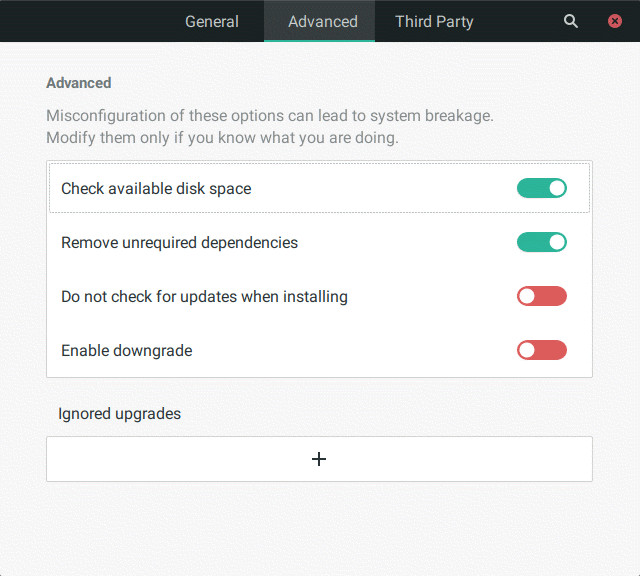 General Advanced Third Party
Advanced
Misconfiguration of these options can lead to system breakage.
Modify them only if you know what you are doing.
Check available disk space
Remove unrequired dependencies
Do not check for updates when installing
Enable downgrade
Ignored upgrades